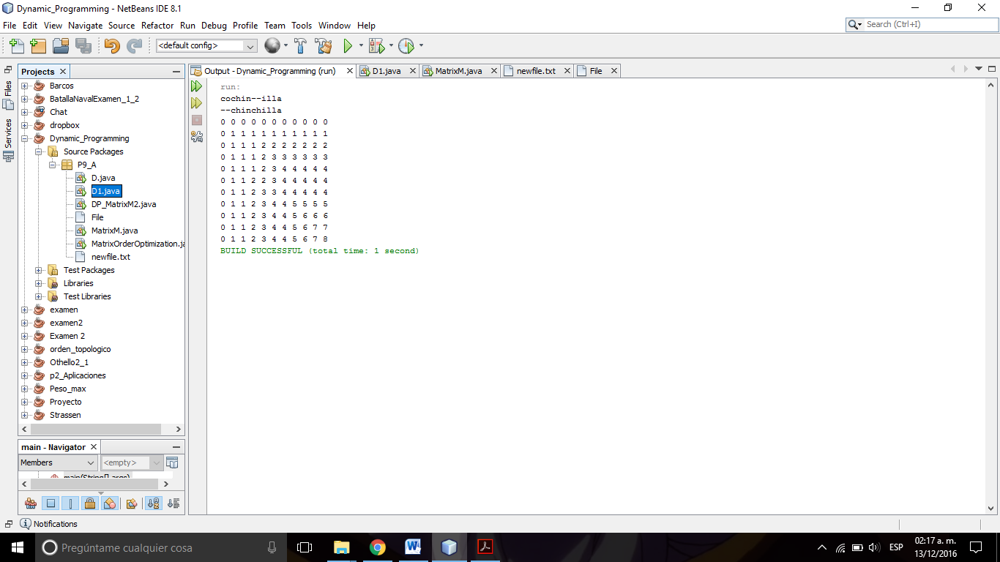 Dynamic_Programming - NetBeans IDE 8.1
File Edit View Navigate Source Refactor Run Debug Profile Team Tools Window Help
Search (Ctrl+I)
<default config>
Files
Services
Projects
Barcos
BatallaNavalExamen_1_2
Chat
dropbox
Dynamic_Programming
Source Packages
P9_A
D.java
D1.java
DP_MatrixM2.java
File
MatrixM.java
MatrixOrderOptimization.ja
newfile.txt
Test Packages
Libraries
Test Libraries
examen
examen2
Examen 2
orden_topologico
Othello2_1
p2_Aplicaciones
Peso_max
Proyecto
Strassen
main - Navigator
Members <empty>
main(String[] args)
Output - Dynamic_Programming (run) D1.java MatrixM.java newfile.txt File
run:
cochin--illa
--chinchilla
0 0 0 0 0 0 0 0 0 0 0
0 1 1 1 1 1 1 1 1 1 1
0 1 1 1 2 2 2 2 2 2 2
0 1 1 1 2 3 3 3 3 3 3
0 1 1 1 2 3 4 4 4 4 4
0 1 1 2 2 3 4 4 4 4 4
0 1 1 2 3 3 4 4 4 4 4
0 1 1 2 3 4 4 5 5 5 5
0 1 1 2 3 4 4 5 6 6 6
0 1 1 2 3 4 4 5 6 7 7
0 1 1 2 3 4 4 5 6 7 8
BUILD SUCCESSFUL (total time: 1 second)
Notifications
Pregúntame cualquier cosa
ESP
02:17 a. m.
13/12/2016